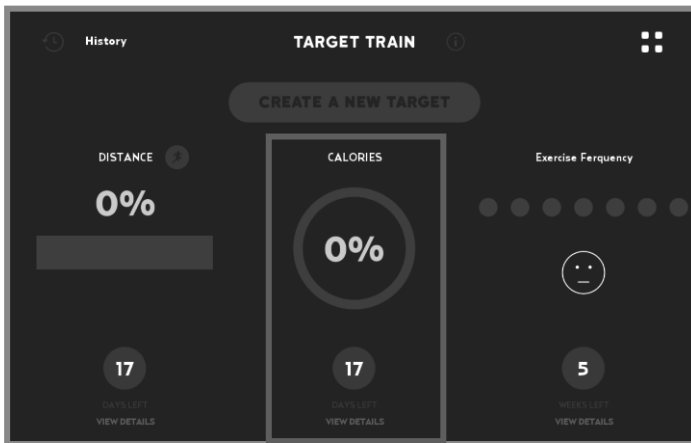 History
TARGET TRAIN
CREATE A NEW TARGET
DISTANCE
CALORIES
Exercise Ferquency
0%
0%
17
17
5
DAYS LEFT
DAYS LEFT
WEEKS LEFT
VIEW DETAILS
VIEW DETAILS
VIEW DETAILS